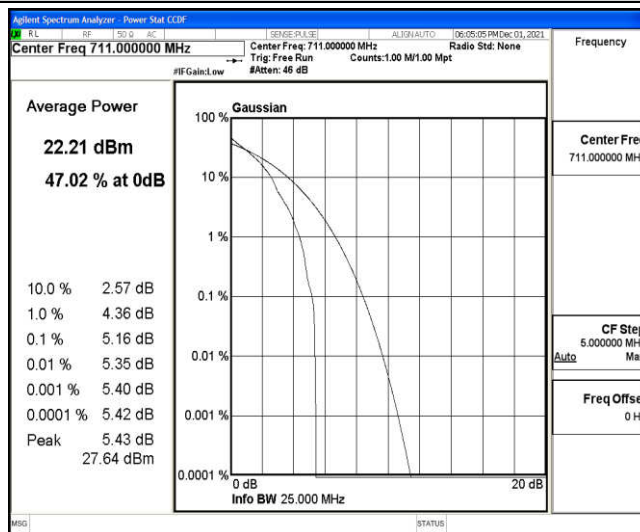 Agilent Spectrum Analyzer - Power Stat CCDF
RL RF 50 Ω AC SENSE:PULSE ALIGNAUTO 06:05:05 PM Dec 01, 2021
Center Freq 711.000000 MHz
Center Freq: 711.000000 MHz Radio Std: None
Trig: Free Run Counts:1.00 M/1.00 Mpt
#IFGain:Low #Atten: 46 dB
Frequency
Average Power
22.21 dBm
47.02 % at 0dB
10.0 % 2.57 dB
1.0 % 4.36 dB
0.1 % 5.16 dB
0.01 % 5.35 dB
0.001 % 5.40 dB
0.0001 % 5.42 dB
Peak 5.43 dB
27.64 dBm
Gaussian
100 %
10 %
1 %
0.1 %
0.01 %
0.001 %
0.0001 %
0 dB 20 dB
Info BW 25.000 MHz
Center Fre
711.000000 MH
CF Ste
5.000000 MH
Auto Ma
Freq Offse
0 H
MSG STATUS